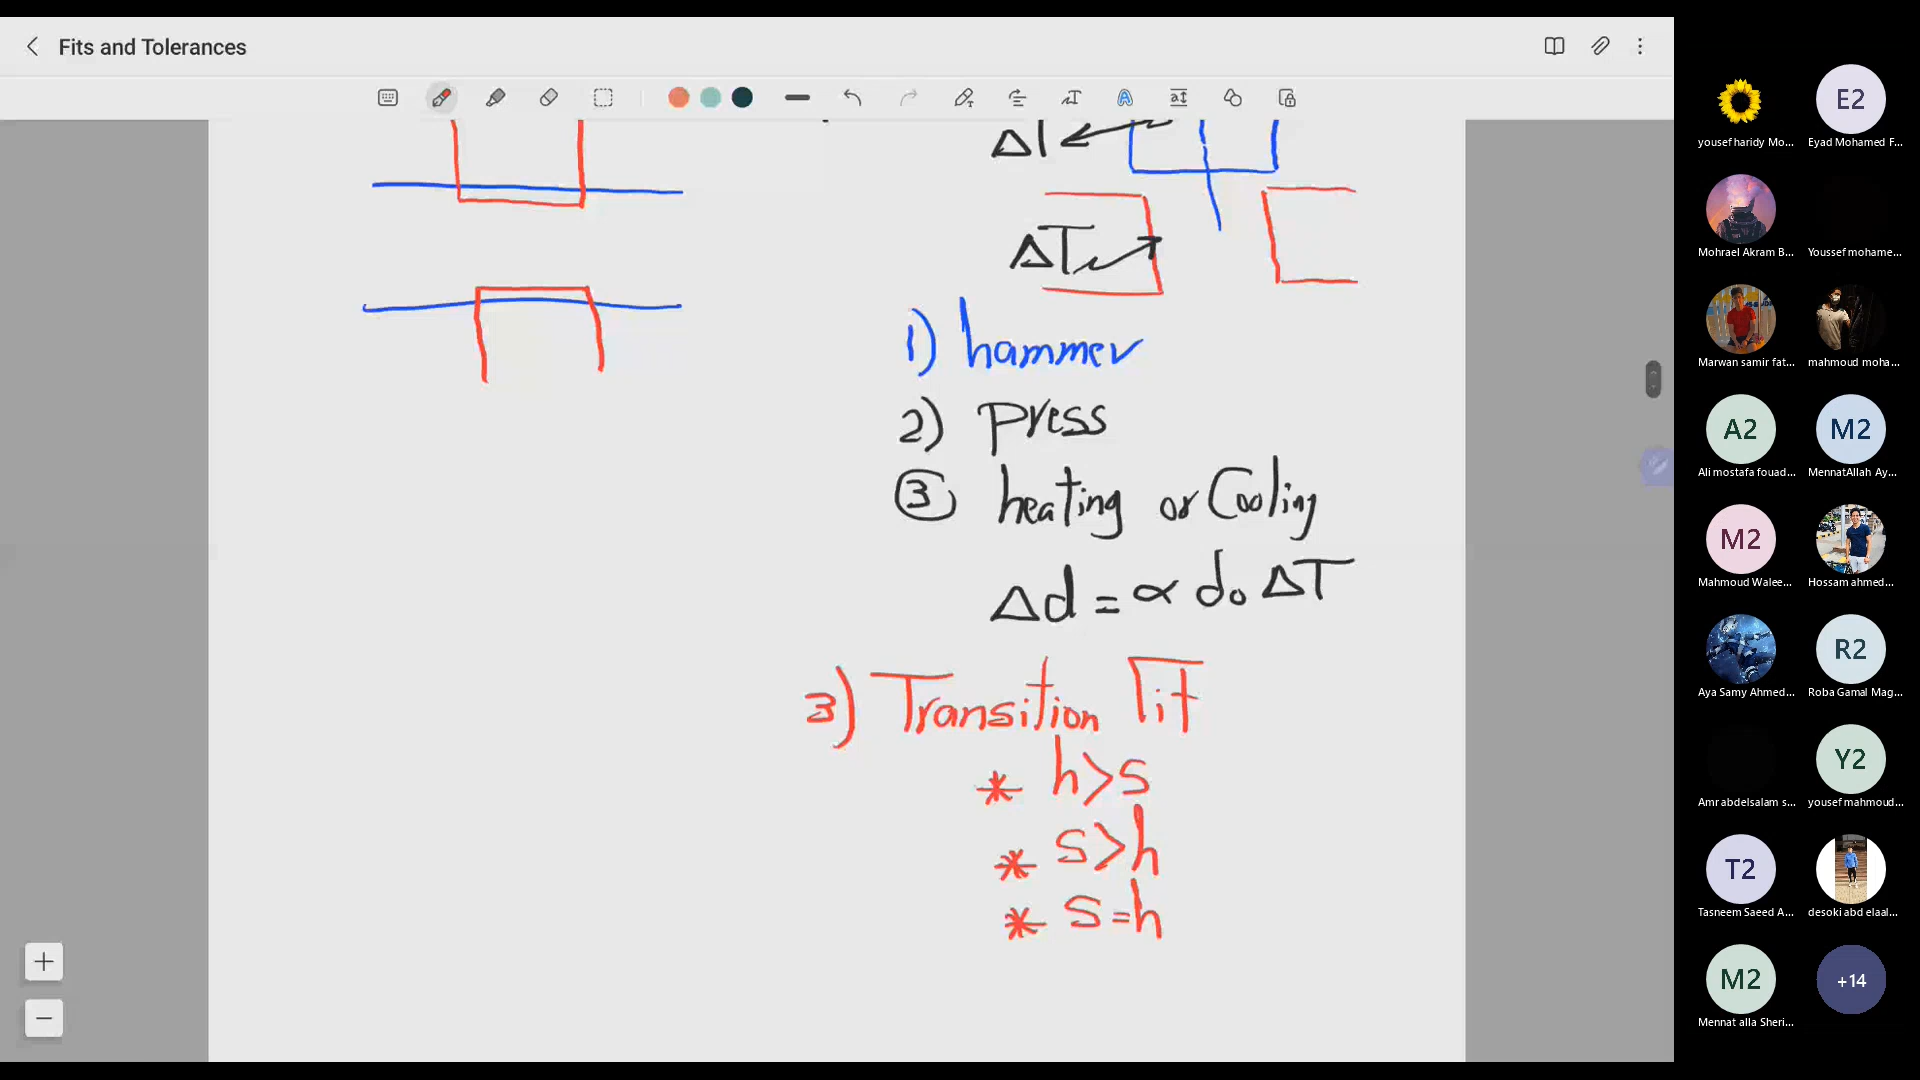 Fits and Tolerances
Δl
ΔT
1) hammer
2) press
③ heating or Cooling
Δd = α d₀ ΔT
3) Transition Fit
* h>s
* s>h
* s=h
yousef haridy Mo...
E2
Eyad Mohamed F...
Mohrael Akram B...
Youssef mohame...
Marwan samir fat...
mahmoud moha...
A2
Ali mostafa fouad...
M2
MennatAllah Ay...
M2
Mahmoud Walee...
Hossam ahmed...
Aya Samy Ahmed...
R2
Roba Gamal Mag...
Amr abdelsalam s...
Y2
yousef mahmoud...
T2
Tasneem Saeed A...
desoki abd elaal...
M2
Mennat alla Sheri...
+14